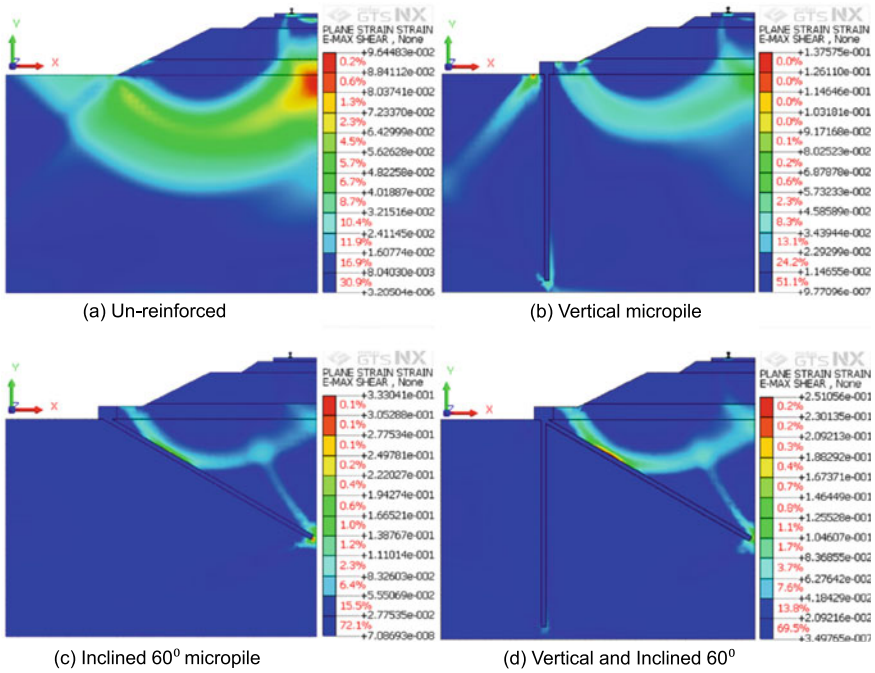 GTS NX
PLANE STRAIN STRAIN
E-MAX SHEAR , None
+9.64483e-002
0.2%
+8.84112e-002
0.6%
+8.03741e-002
1.3%
+7.23370e-002
2.3%
+6.42999e-002
4.5%
+5.62628e-002
5.7%
+4.82258e-002
6.7%
+4.01887e-002
8.7%
+3.21516e-002
10.4%
+2.41145e-002
11.9%
+1.60774e-002
16.9%
+8.04030e-003
30.9%
+3.20504e-006
Y
Z
X
(a) Un-reinforced
GTS NX
PLANE STRAIN STRAIN
E-MAX SHEAR , None
+1.37575e-001
0.0%
+1.26110e-001
0.0%
+1.14646e-001
0.0%
+1.03181e-001
0.0%
+9.17168e-002
0.1%
+8.02523e-002
0.2%
+6.87878e-002
0.6%
+5.73233e-002
2.3%
+4.58589e-002
8.3%
+3.43944e-002
13.1%
+2.29299e-002
24.2%
+1.14655e-002
51.1%
+9.77096e-007
Y
Z
X
(b) Vertical micropile
GTS NX
PLANE STRAIN STRAIN
E-MAX SHEAR , None
+3.33041e-001
0.1%
+3.05288e-001
0.1%
+2.77534e-001
0.1%
+2.49781e-001
0.2%
+2.22027e-001
0.4%
+1.94274e-001
0.6%
+1.66521e-001
1.0%
+1.38767e-001
1.2%
+1.11014e-001
2.3%
+8.32603e-002
6.4%
+5.55069e-002
15.5%
+2.77535e-002
72.1%
+7.08693e-008
Y
Z
X
(c) Inclined 60⁰ micropile
GTS NX
PLANE STRAIN STRAIN
E-MAX SHEAR , None
+2.51056e-001
0.2%
+2.30135e-001
0.2%
+2.09213e-001
0.3%
+1.88292e-001
0.4%
+1.67371e-001
0.7%
+1.46449e-001
0.8%
+1.25528e-001
1.1%
+1.04607e-001
1.7%
+8.36855e-002
3.7%
+6.27642e-002
7.6%
+4.18429e-002
13.8%
+2.09216e-002
69.5%
+3.49765e-007
Y
Z
X
(d) Vertical and Inclined 60⁰